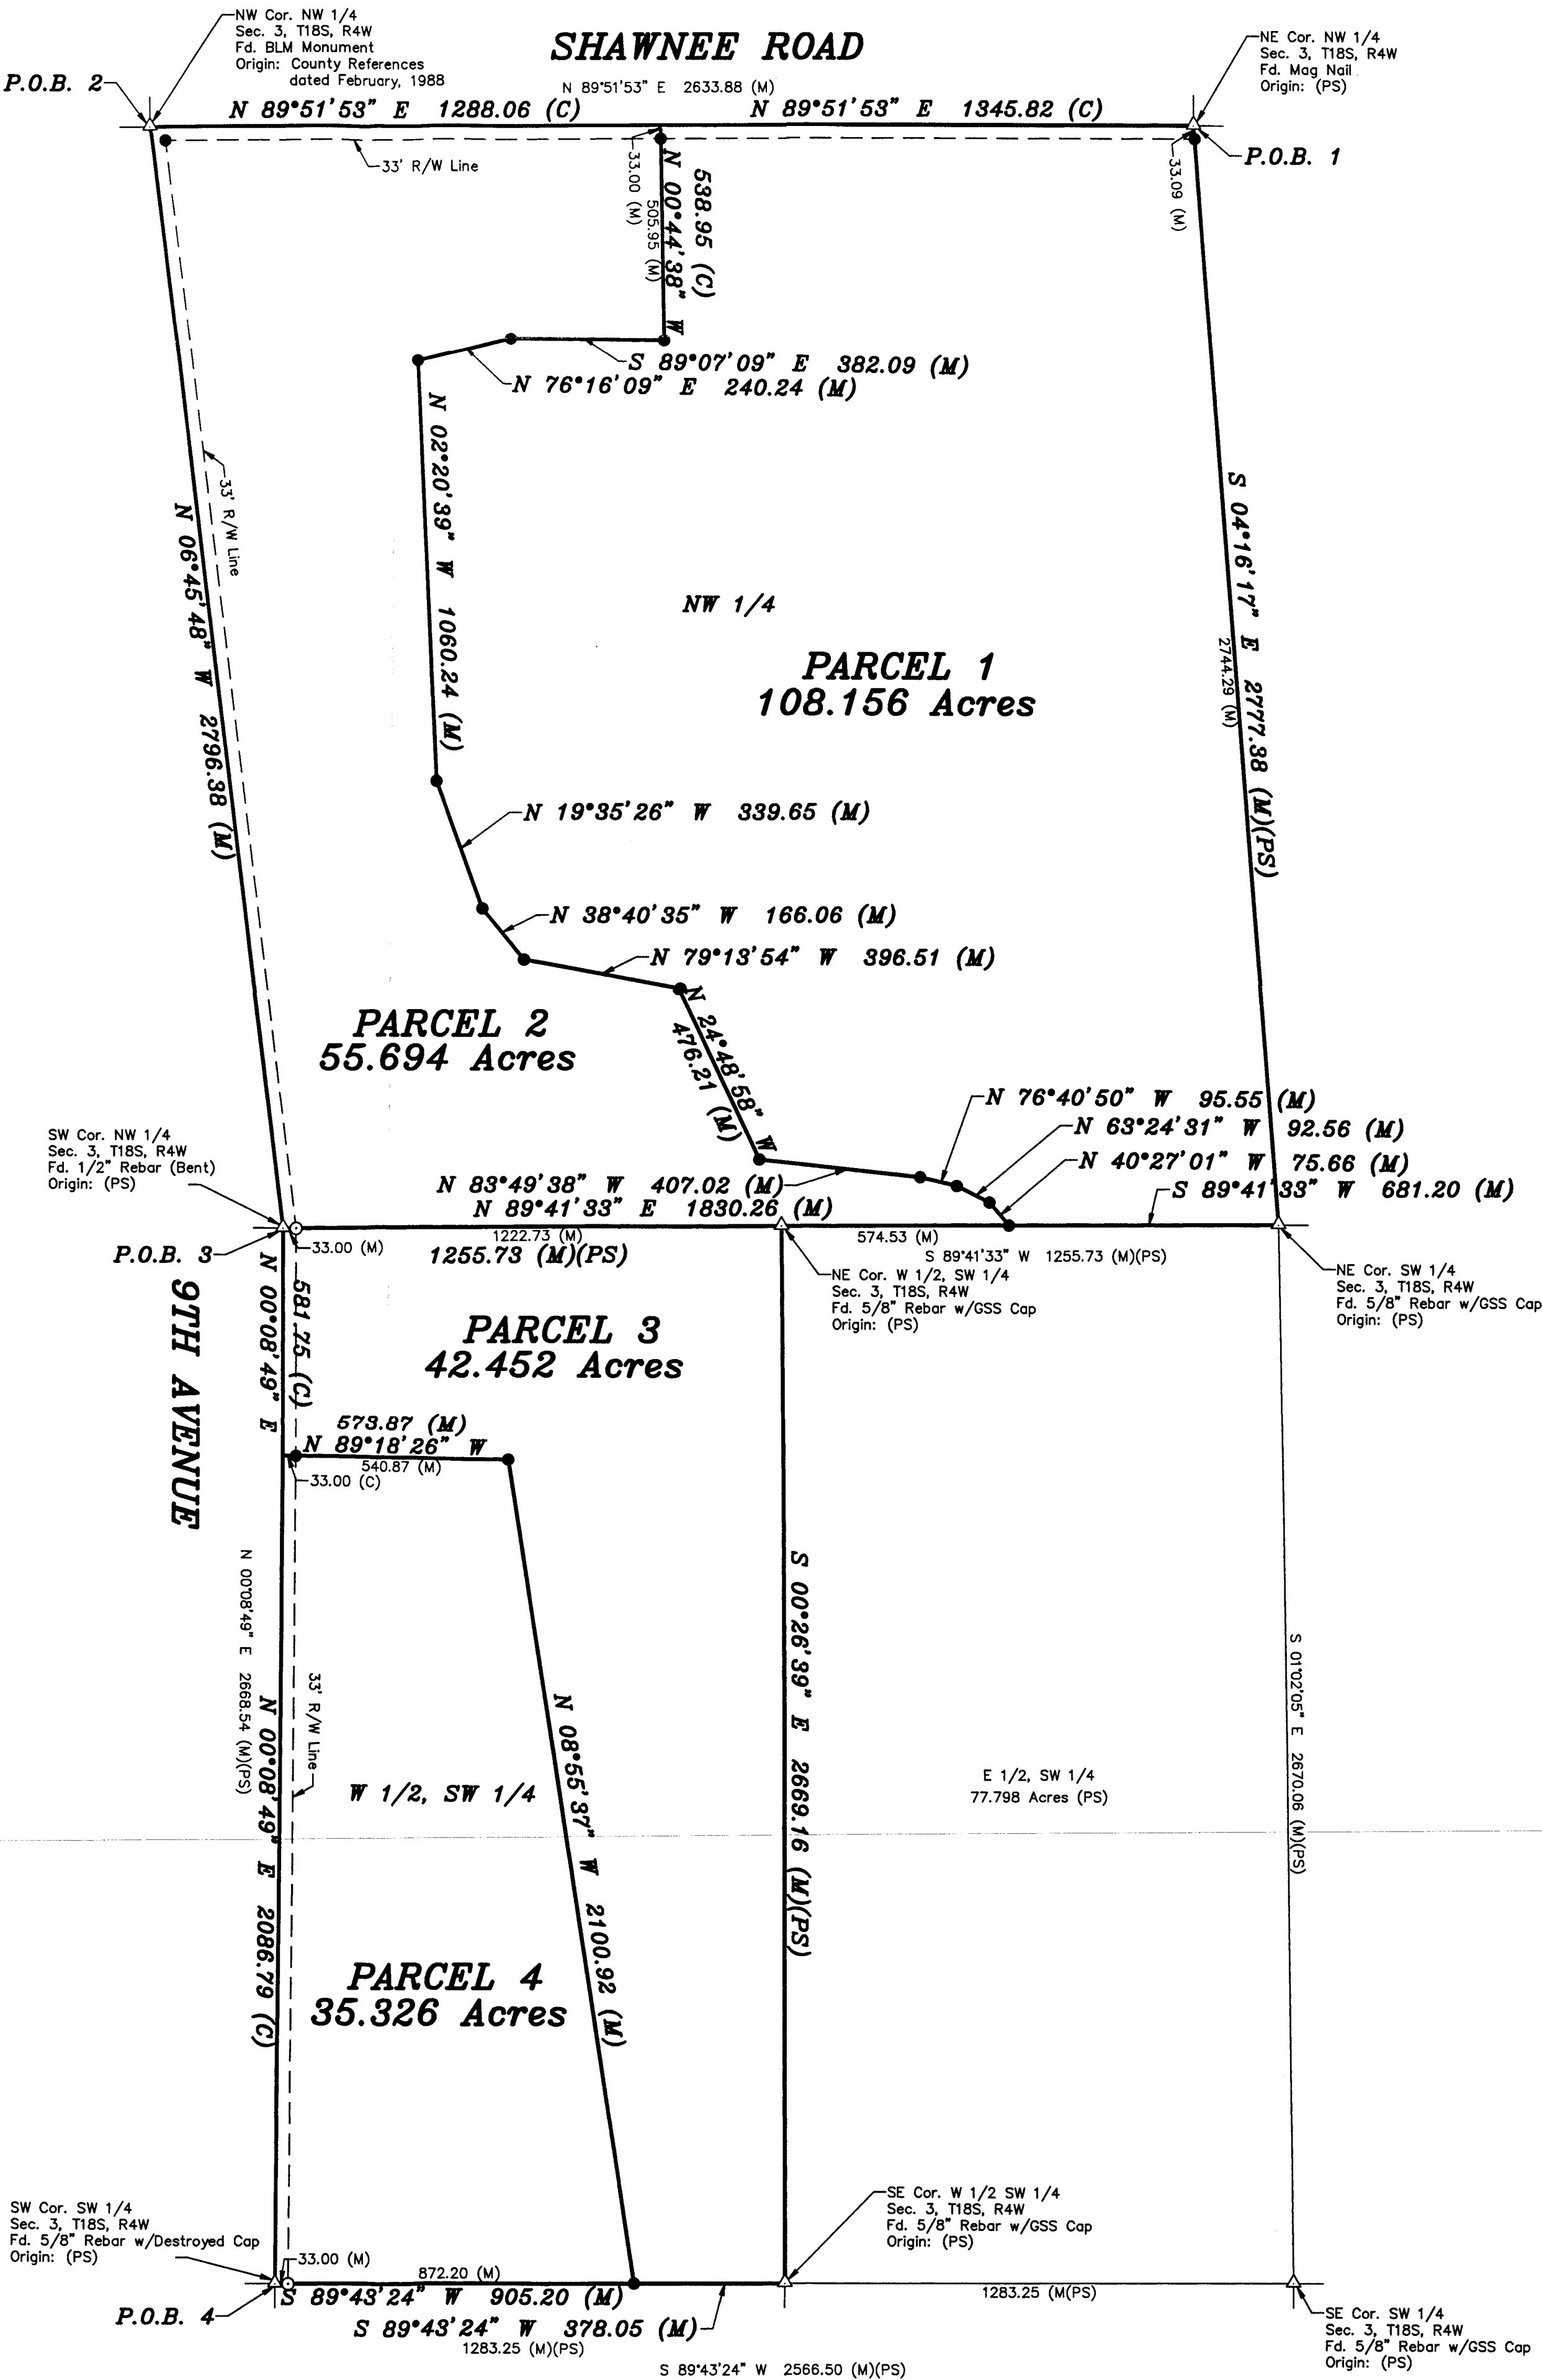 NW Cor. NW 1/4
Sec. 3, T18S, R4W
Fd. BLM Monument
Origin: County References
dated February, 1988
SHAWNEE ROAD
NE Cor. NW 1/4
Sec. 3, T18S, R4W
Fd. Mag Nail
Origin: (PS)
P.O.B. 2
N 89°51'53" E 2633.88 (M)
N 89°51'53" E 1288.06 (C)
N 89°51'53" E 1345.82 (C)
P.O.B. 1
33' R/W Line
33.00 (M)
505.95 (M)
N 00°44'38" W
538.95 (C)
33.09 (M)
S 89°07'09" E 382.09 (M)
N 76°16'09" E 240.24 (M)
N 02°20'39" W 1060.24 (M)
33' R/W Line
N 06°45'48" W 2796.38 (M)
S 04°16'17" E 2777.38 (M)(PS)
2744.29 (M)
NW 1/4
PARCEL 1
108.156 Acres
N 19°35'26" W 339.65 (M)
N 38°40'35" W 166.06 (M)
N 79°13'54" W 396.51 (M)
N 24°48'58" W
476.21 (M)
PARCEL 2
55.694 Acres
N 76°40'50" W 95.55 (M)
N 63°24'31" W 92.56 (M)
N 40°27'01" W 75.66 (M)
S 89°41'33" W 681.20 (M)
SW Cor. NW 1/4
Sec. 3, T18S, R4W
Fd. 1/2" Rebar (Bent)
Origin: (PS)
N 83°49'38" W 407.02 (M)
N 89°41'33" E 1830.26 (M)
P.O.B. 3
33.00 (M)
1222.73 (M)
1255.73 (M)(PS)
574.53 (M)
S 89°41'33" W 1255.73 (M)(PS)
NE Cor. W 1/2, SW 1/4
Sec. 3, T18S, R4W
Fd. 5/8" Rebar w/GSS Cap
Origin: (PS)
NE Cor. SW 1/4
Sec. 3, T18S, R4W
Fd. 5/8" Rebar w/GSS Cap
Origin: (PS)
9TH AVENUE
N 00°08'49" E
581.75 (C)
PARCEL 3
42.452 Acres
573.87 (M)
N 89°18'26" W
540.87 (M)
33.00 (C)
N 00°08'49" E 2668.54 (M)(PS)
N 00°08'49" E 2086.79 (C)
33' R/W Line
N 08°55'37" W 2100.92 (M)
S 00°26'39" E 2669.16 (M)(PS)
S 01°02'05" E 2670.06 (M)(PS)
W 1/2, SW 1/4
E 1/2, SW 1/4
77.798 Acres (PS)
PARCEL 4
35.326 Acres
SW Cor. SW 1/4
Sec. 3, T18S, R4W
Fd. 5/8" Rebar w/Destroyed Cap
Origin: (PS)
SE Cor. W 1/2 SW 1/4
Sec. 3, T18S, R4W
Fd. 5/8" Rebar w/GSS Cap
Origin: (PS)
33.00 (M)
872.20 (M)
1283.25 (M(PS)
P.O.B. 4
S 89°43'24" W 905.20 (M)
S 89°43'24" W 378.05 (M)
1283.25 (M)(PS)
S 89°43'24" W 2566.50 (M)(PS)
SE Cor. SW 1/4
Sec. 3, T18S, R4W
Fd. 5/8" Rebar w/GSS Cap
Origin: (PS)